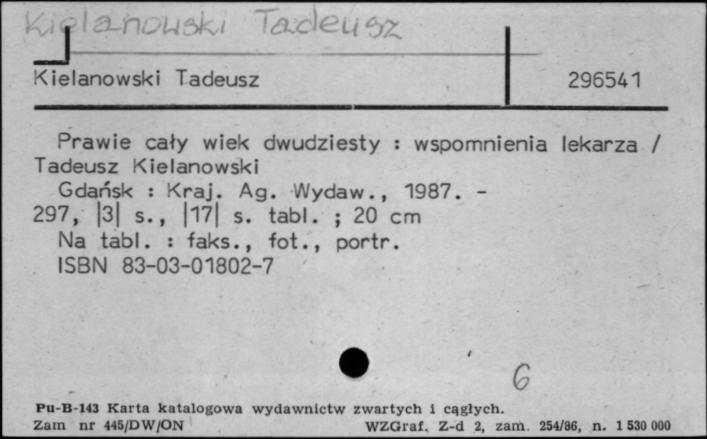 Kielanowski Tadeusz
Kielanowski Tadeusz 296541
Prawie cały wiek dwudziesty : wspomnienia lekarza /
Tadeusz Kielanowski
Gdańsk : Kraj. Ag. Wydaw., 1987. -
297, |3| s., |17| s. tabl. ; 20 cm
Na tabl. : faks., fot., portr.
ISBN 83-03-01802-7
6
Pu-B-143 Karta katalogowa wydawnictw zwartych i cągłych.
Zam nr 445/DW/ON WZGraf. Z-d 2, zam. 254/86, n. 1 530 000